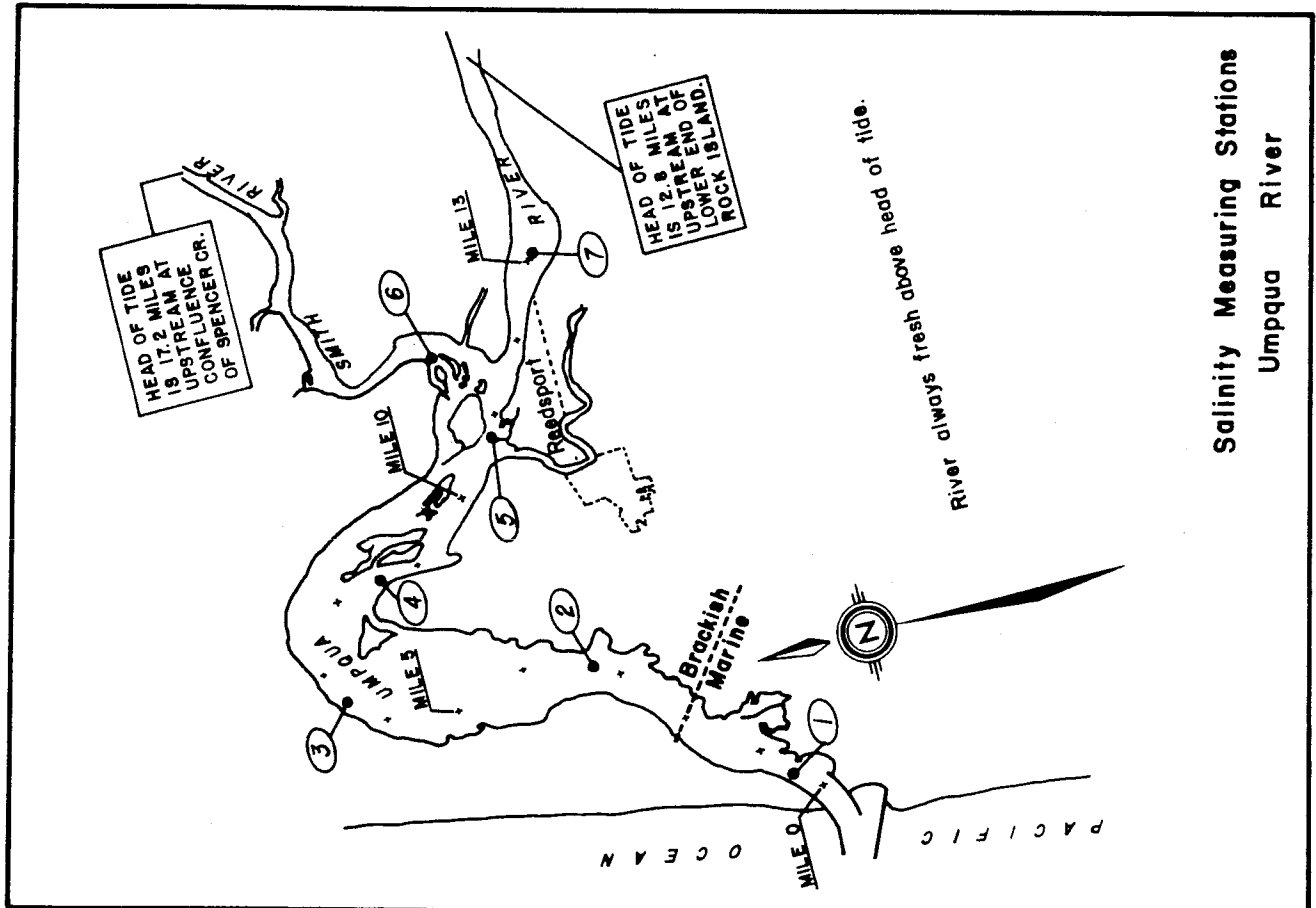 Salinity Measuring Stations
Umpqua River
HEAD OF TIDE
IS 17.2 MILES
UPSTREAM AT
CONFLUENCE
OF SPENCER CR.
RIVER
SMITH
HEAD OF TIDE
IS 12.8 MILES
UPSTREAM AT
LOWER END OF
ROCK ISLAND.
RIVER
MILE 13
7
6
Reedsport
MILE 10
5
4
UMPQUA
3
MILE 5
2
Brackish
Marine
1
MILE 0
PACIFIC OCEAN
N
River always fresh above head of tide.